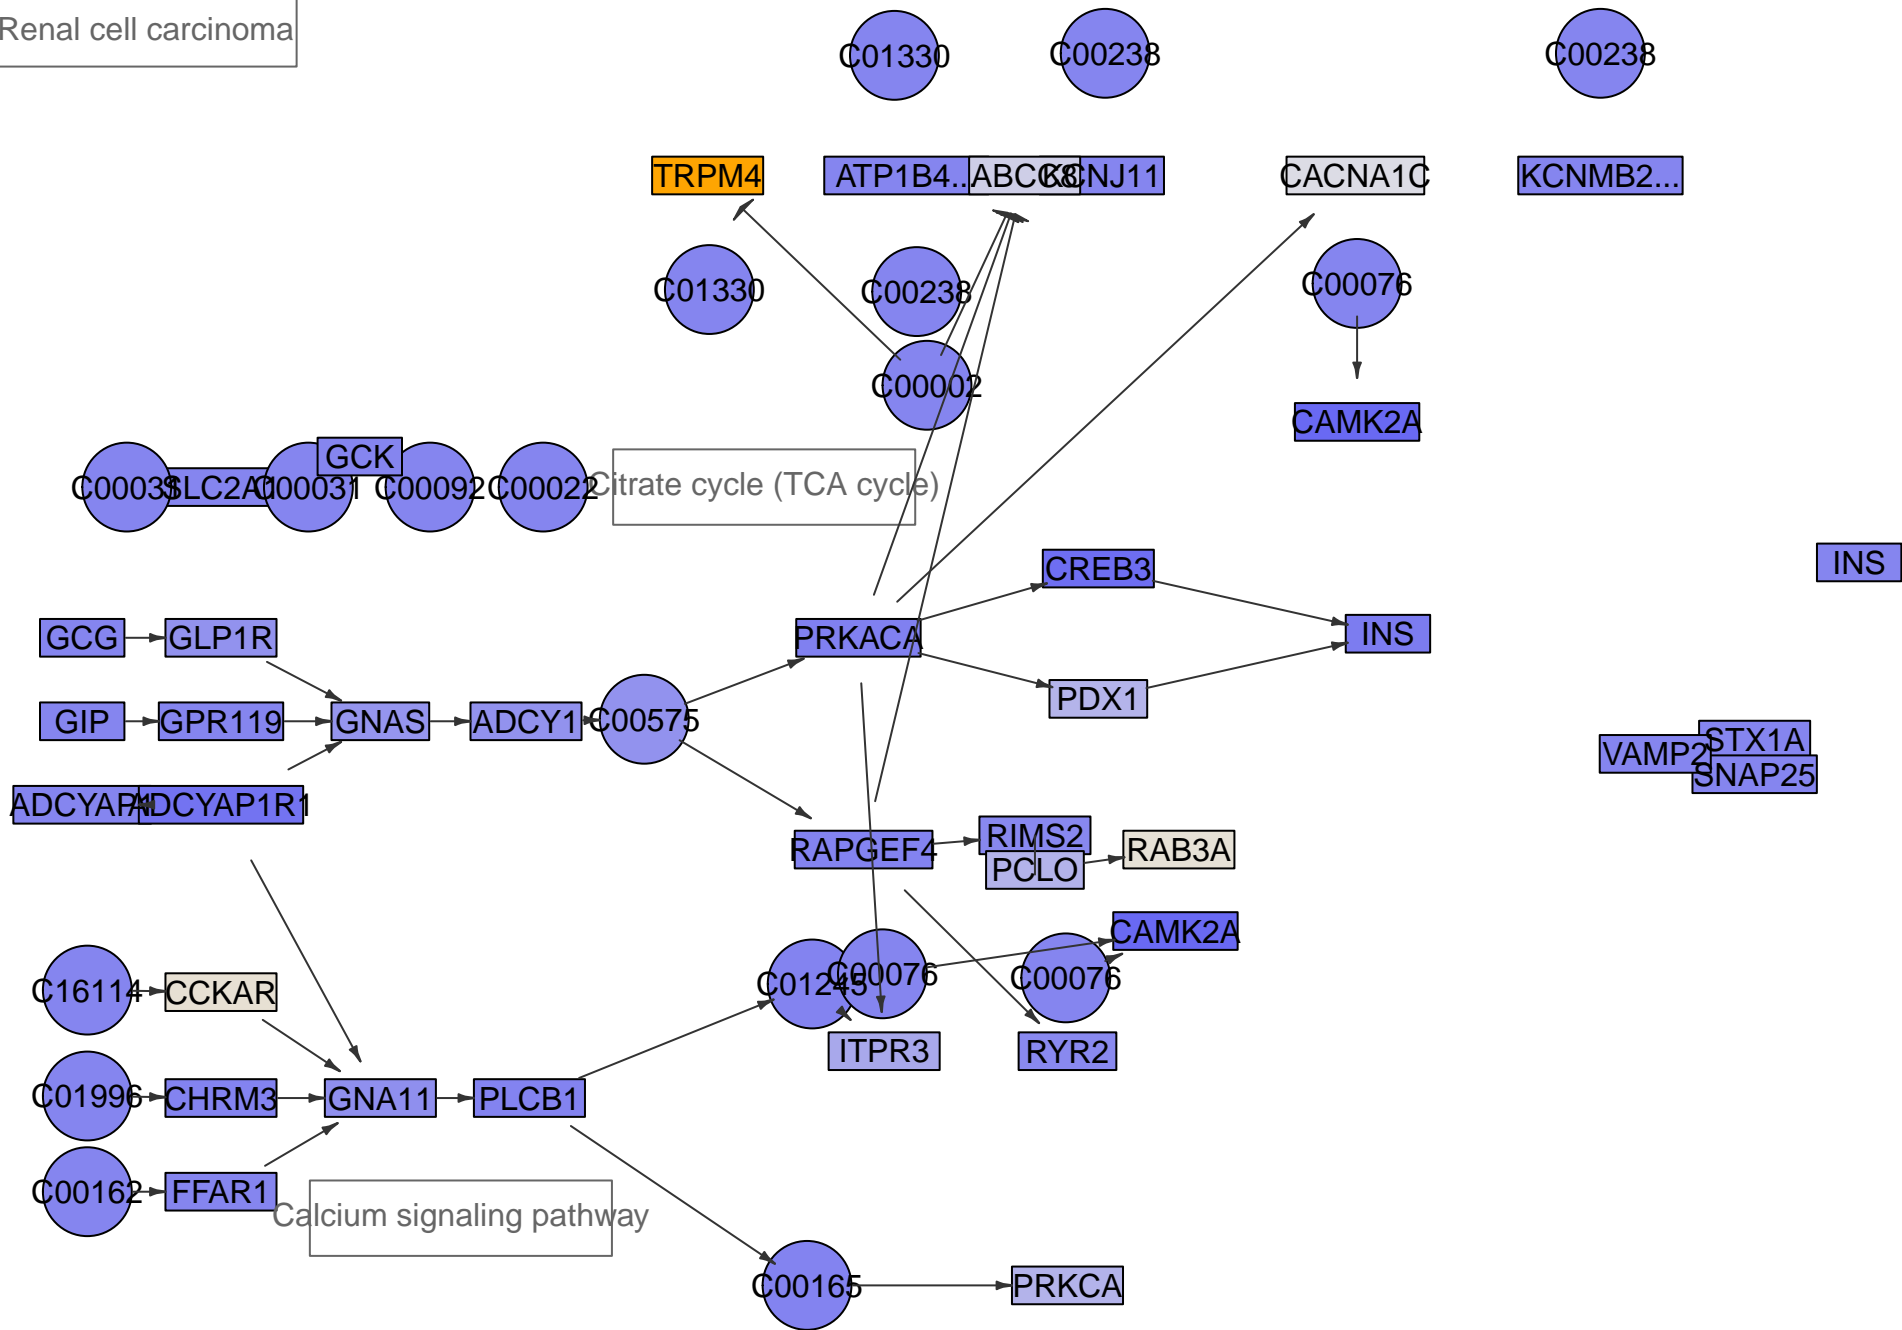 Renal cell carcinoma
C01330
C00238
C00238
TRPM4
ATP1B4...
ABCC8
KCNJ11
CACNA1C
KCNMB2...
C01330
C00238
C00076
C00002
CAMK2A
C00031
SLC2A1
C00031
GCK
C00092
C00022
Citrate cycle (TCA cycle)
CREB3
INS
GCG
GLP1R
PRKACA
INS
PDX1
GIP
GPR119
GNAS
ADCY1
C00575
VAMP2
STX1A
SNAP25
ADCYAP1
ADCYAP1R1
RAPGEF4
RIMS2
PCLO
RAB3A
CAMK2A
C16114
CCKAR
C01245
C00076
C00076
ITPR3
RYR2
C01996
CHRM3
GNA11
PLCB1
C00162
FFAR1
Calcium signaling pathway
C00165
PRKCA